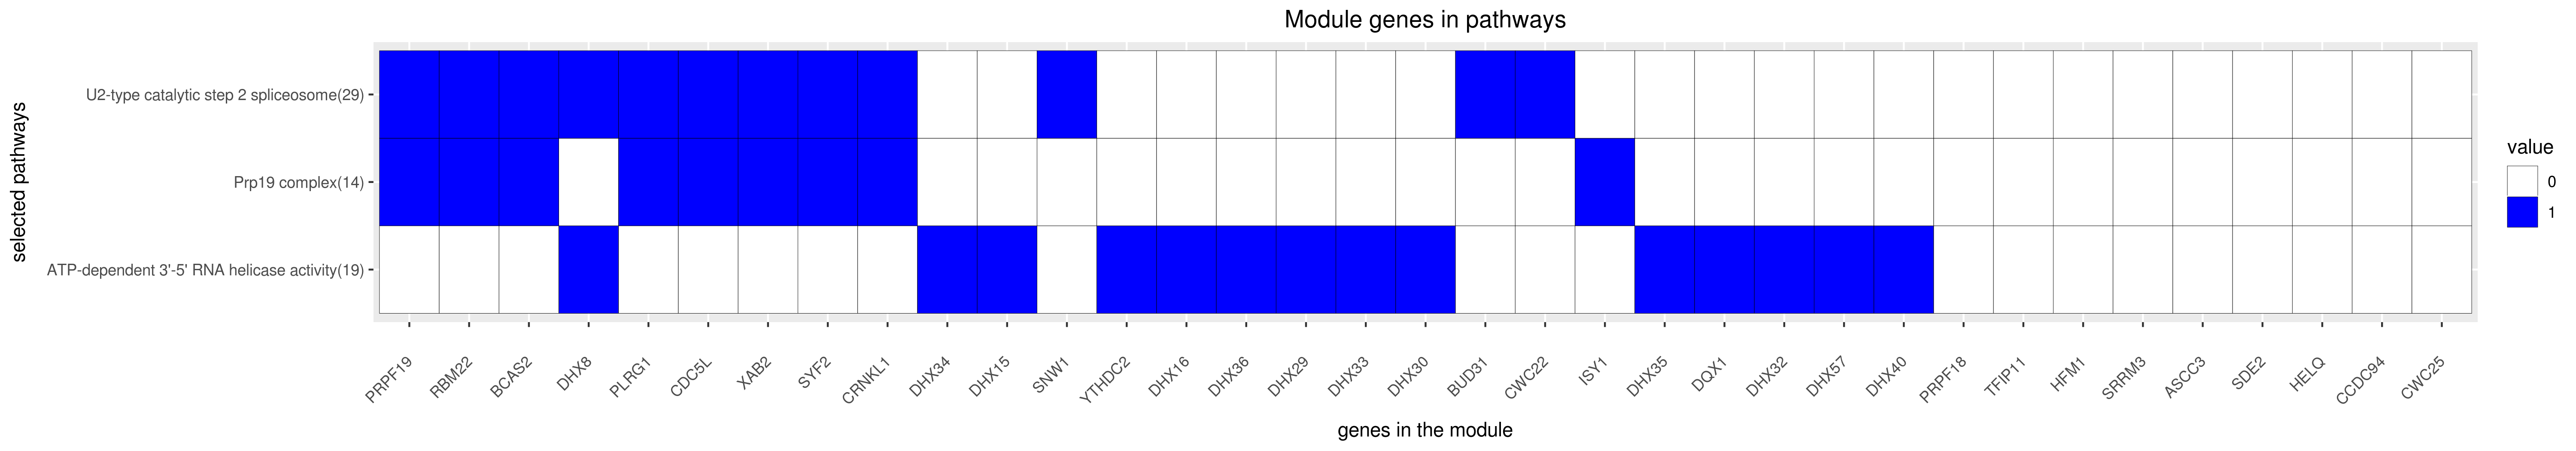 Module genes in pathways
selected pathways
U2-type catalytic step 2 spliceosome(29)
Prp19 complex(14)
ATP-dependent 3'-5' RNA helicase activity(19)
PRPF19
RBM22
BCAS2
DHX8
PLRG1
CDC5L
XAB2
SYF2
CRNKL1
DHX34
DHX15
SNW1
YTHDC2
DHX16
DHX36
DHX29
DHX33
DHX30
BUD31
CWC22
ISY1
DHX35
DQX1
DHX32
DHX57
DHX40
PRPF18
TFIP11
HFM1
SRRM3
ASCC3
SDE2
HELQ
CCDC94
CWC25
genes in the module
value
0
1